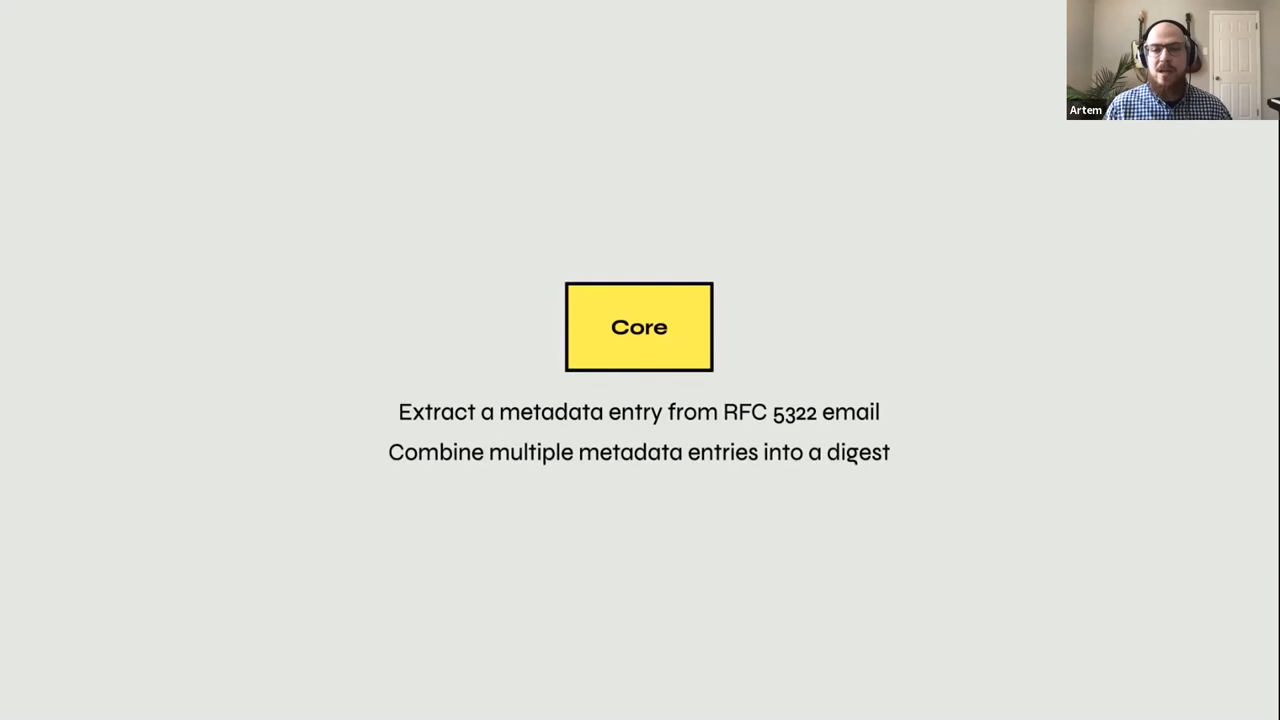 Artem
Core
Extract a metadata entry from RFC 5322 email
Combine multiple metadata entries into a digest